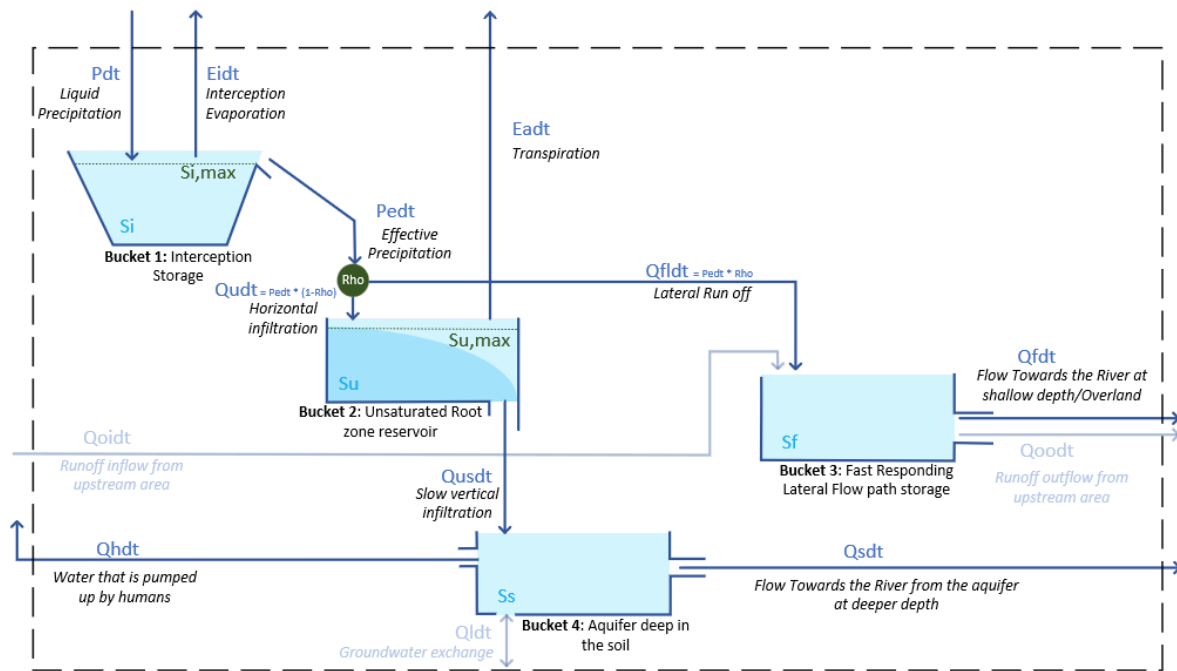 Pdt
Liquid
Precipitation
Eidt
Interception
Evaporation
Eadt
Transpiration
Si,max
Si
Bucket 1: Interception
Storage
Pedt
Effective
Precipitation
Rho
Qudt = Pedt * (1-Rho)
Horizontal
infiltration
Qfldt = Pedt * Rho
Lateral Run off
Su,max
Su
Bucket 2: Unsaturated Root
zone reservoir
Qfdt
Flow Towards the River at
shallow depth/Overland
Sf
Bucket 3: Fast Responding
Lateral Flow path storage
Qoodt
Runoff outflow from
upstream area
Qoidt
Runoff inflow from
upstream area
Qusdt
Slow vertical
infiltration
Qhdt
Water that is pumped
up by humans
Ss
Qsdt
Flow Towards the River from the aquifer
at deeper depth
Bucket 4: Aquifer deep in
the soil
Qldt
Groundwater exchange